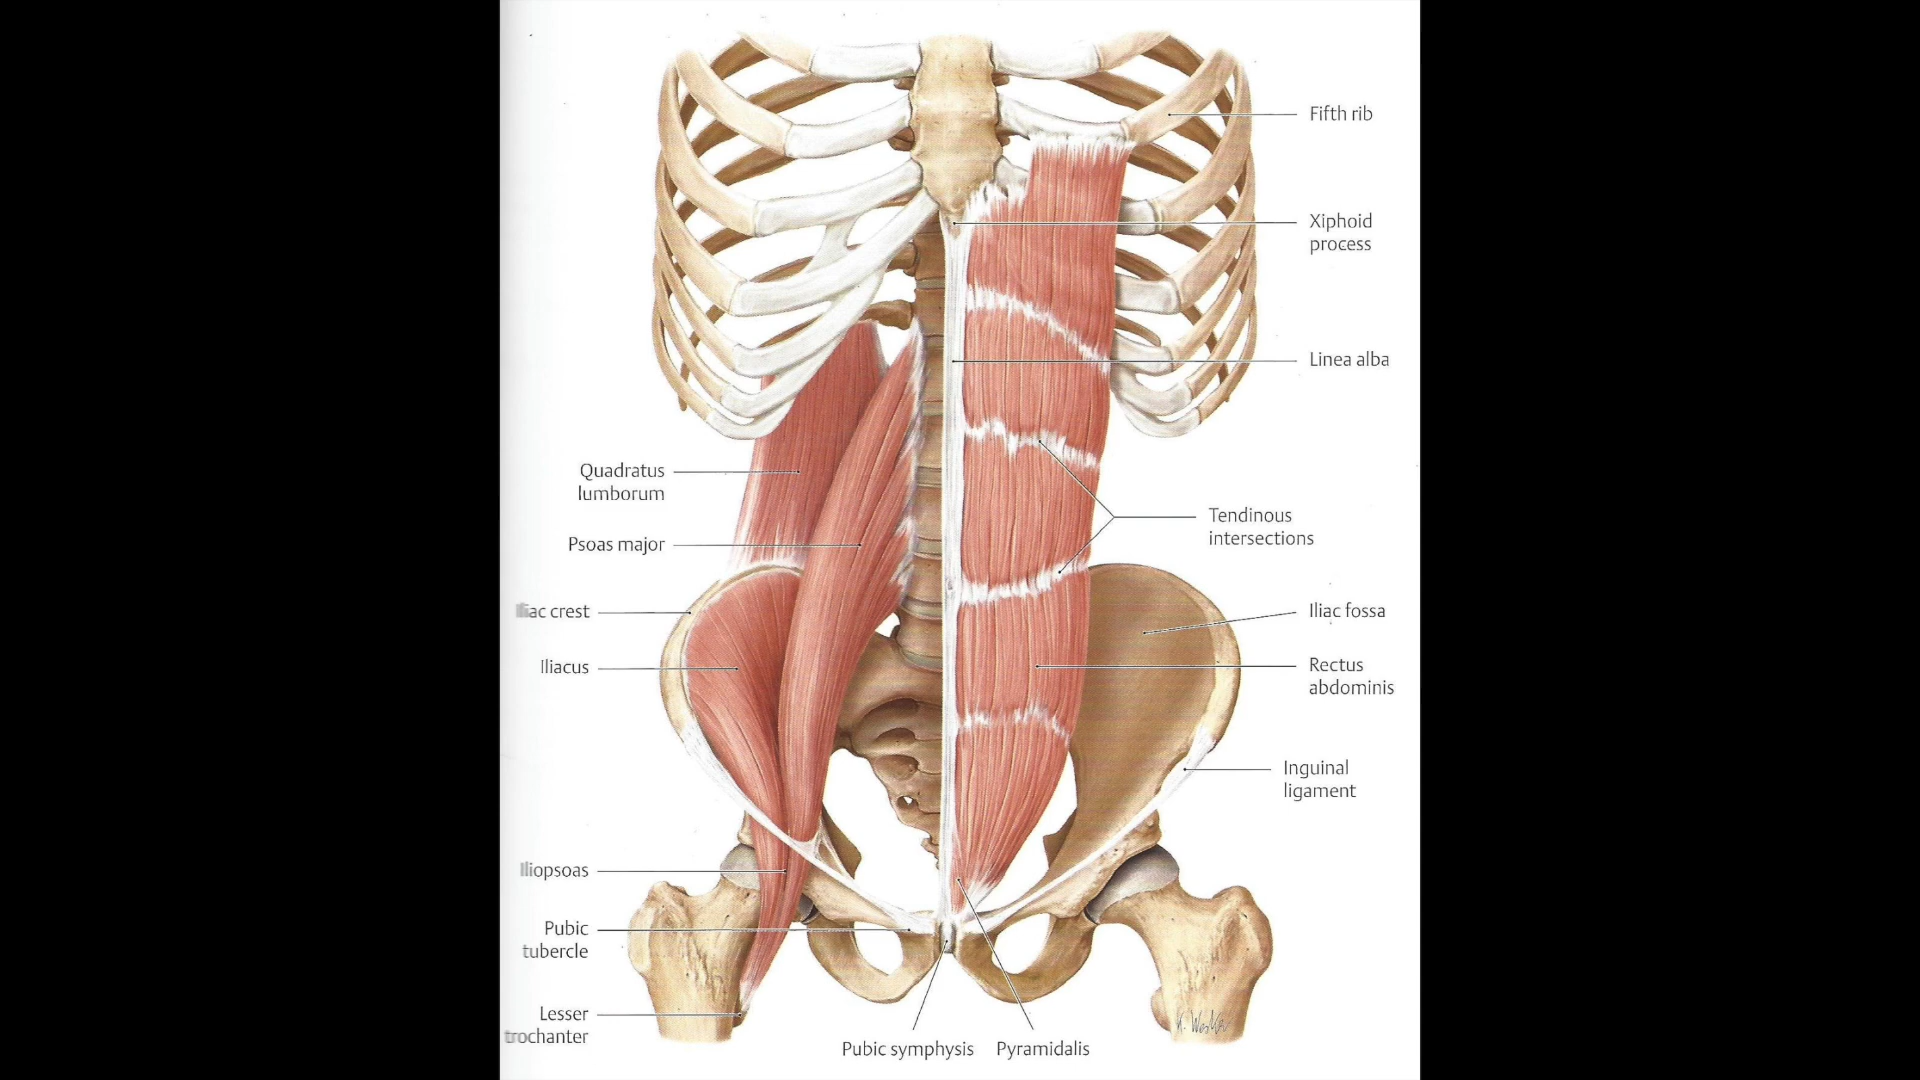 Fifth rib
Xiphoid
process
Linea alba
Quadratus
lumborum
Tendinous
intersections
Psoas major
Iliac crest
Iliac fossa
Iliacus
Rectus
abdominis
Inguinal
ligament
Iliopsoas
Pubic
tubercle
Lesser
trochanter
Pubic symphysis
Pyramidalis